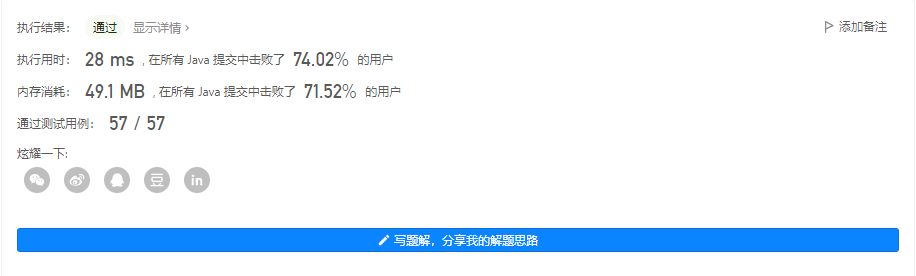 执行结果： 通过 显示详情 › 添加备注
执行用时： 28 ms , 在所有 Java 提交中击败了 74.02% 的用户
内存消耗： 49.1 MB , 在所有 Java 提交中击败了 71.52% 的用户
通过测试用例： 57 / 57
炫耀一下:
豆 in
写题解，分享我的解题思路